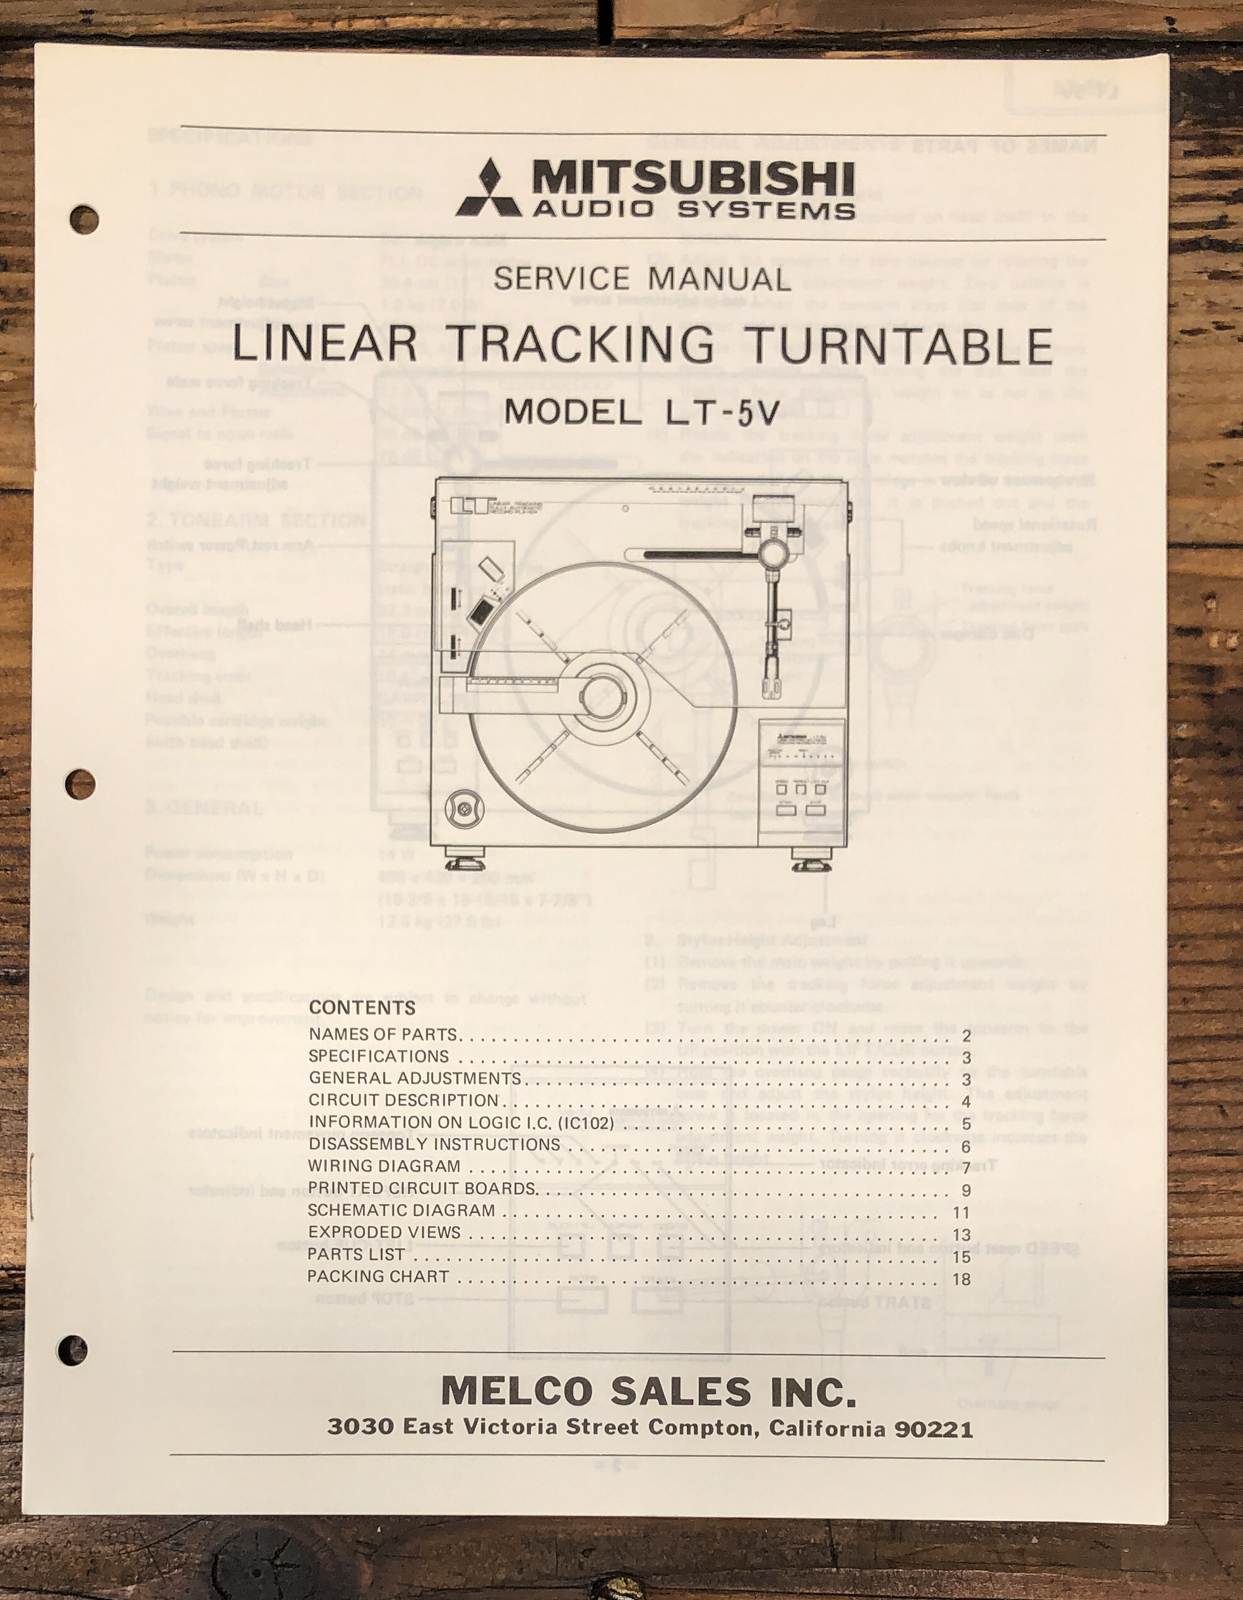 MITSUBISHI
AUDIO SYSTEMS
SERVICE MANUAL
LINEAR TRACKING TURNTABLE
MODEL LT-5V
CONTENTS
NAMES OF PARTS. . . . . . . . . . . . . . . . . . . . . . . . . . . . . . . . . . . . . . . . . . . . . 2
SPECIFICATIONS . . . . . . . . . . . . . . . . . . . . . . . . . . . . . . . . . . . . . . . . . . . . . 3
GENERAL ADJUSTMENTS . . . . . . . . . . . . . . . . . . . . . . . . . . . . . . . . . . . . . . . 3
CIRCUIT DESCRIPTION . . . . . . . . . . . . . . . . . . . . . . . . . . . . . . . . . . . . . . . . . 4
INFORMATION ON LOGIC I.C. (IC102) . . . . . . . . . . . . . . . . . . . . . . . . . . . . . . 5
DISASSEMBLY INSTRUCTIONS . . . . . . . . . . . . . . . . . . . . . . . . . . . . . . . . . . . 6
WIRING DIAGRAM . . . . . . . . . . . . . . . . . . . . . . . . . . . . . . . . . . . . . . . . . . . . 7
PRINTED CIRCUIT BOARDS. . . . . . . . . . . . . . . . . . . . . . . . . . . . . . . . . . . . . . 9
SCHEMATIC DIAGRAM . . . . . . . . . . . . . . . . . . . . . . . . . . . . . . . . . . . . . . . . . 11
EXPRODED VIEWS . . . . . . . . . . . . . . . . . . . . . . . . . . . . . . . . . . . . . . . . . . . . 13
PARTS LIST . . . . . . . . . . . . . . . . . . . . . . . . . . . . . . . . . . . . . . . . . . . . . . . . . 15
PACKING CHART . . . . . . . . . . . . . . . . . . . . . . . . . . . . . . . . . . . . . . . . . . . . . 18
MELCO SALES INC.
3030 East Victoria Street Compton, California 90221